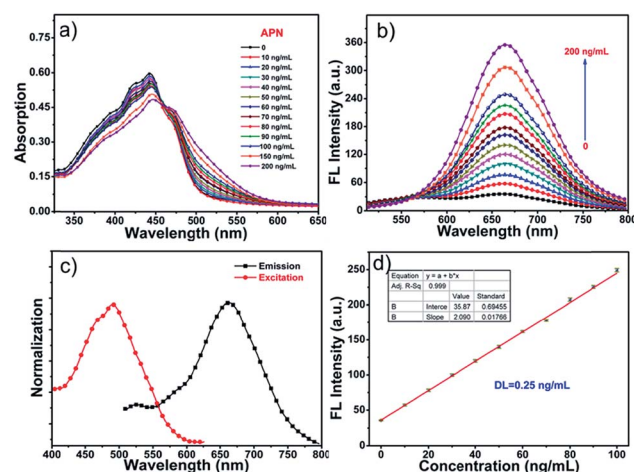 a)
APN
0
10 ng/mL
20 ng/mL
30 ng/mL
40 ng/mL
50 ng/mL
60 ng/mL
70 ng/mL
80 ng/mL
90 ng/mL
100 ng/mL
150 ng/mL
200 ng/mL
Absorption
0.60
0.45
0.30
0.15
0.00
350 400 450 500 550 600 650
Wavelength (nm)
b)
200 ng/mL
0
FL Intensity (a.u.)
360
300
240
180
120
60
0
550 600 650 700 750 800
Wavelength (nm)
c)
Emission
Excitation
Normalization
400 450 500 550 600 650 700 750 800
Wavelength (nm)
d)
Equation y = a + b*x
Adj. R-Sq 0.999
Value Standard
B Interce 35.87 0.69455
B Slope 2.090 0.01766
DL=0.25 ng/mL
FL Intensity (a.u.)
250
200
150
100
50
0
0 20 40 60 80 100
Concentration (ng/mL)